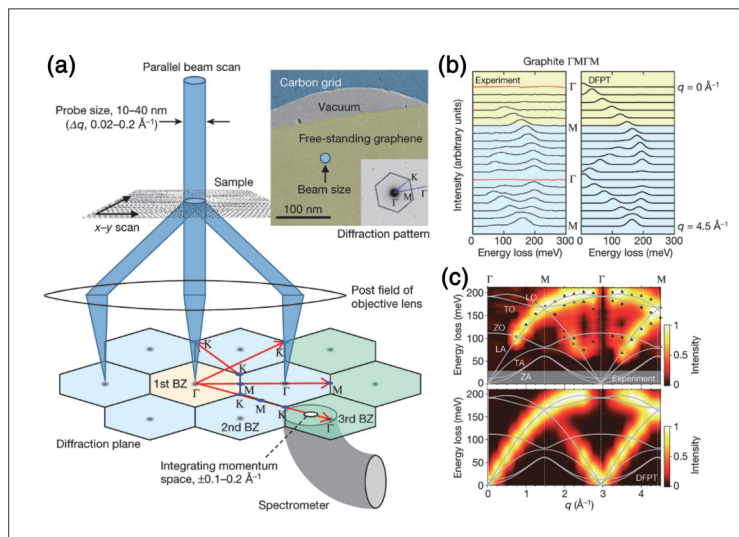 (a)
Parallel beam scan
Probe size, 10–40 nm
(Δq, 0.02–0.2 Å⁻¹)
Sample
x–y scan
Carbon grid
Vacuum
Free-standing graphene
Beam size
100 nm
K
M
Γ
Γ
Diffraction pattern
Post field of
objective lens
K
K
1st BZ
Γ
K
M
Γ
M
K
M
K
2nd BZ
3rd BZ
Γ
Diffraction plane
Integrating momentum
space, ±0.1–0.2 Å⁻¹
Spectrometer
(b)
Graphite ΓMΓM
Experiment
DFPT
Γ
q = 0 Å⁻¹
M
Γ
M
q = 4.5 Å⁻¹
Intensity (arbitrary units)
0 100 200 300
0 100 200 300
Energy loss (meV)
Energy loss (meV)
(c)
Γ M Γ M
200
150
100
50
0
Energy loss (meV)
LO
TO
ZO
LA
TA
ZA
Experiment
1
0.5
0
Intensity
200
150
100
50
0
Energy loss (meV)
DFPT
1
0.5
0
Intensity
0 1 2 3 4
q (Å⁻¹)